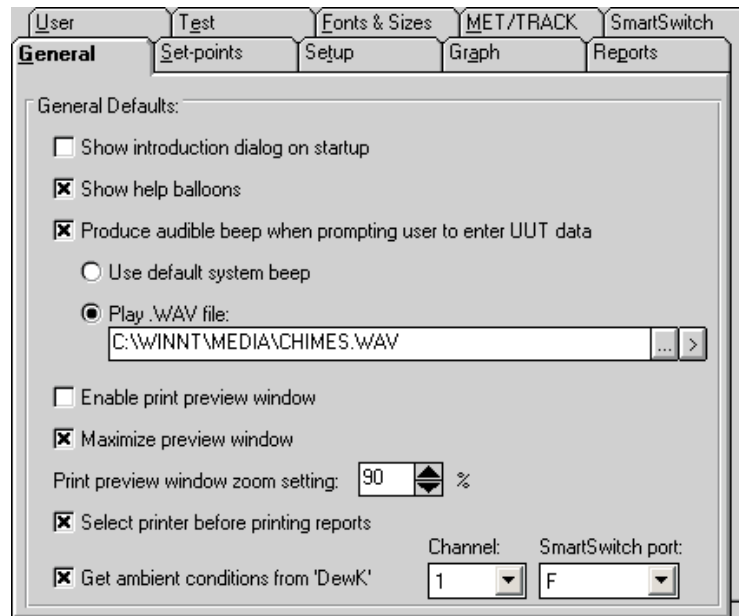 User Test Fonts & Sizes MET/TRACK SmartSwitch
General Set-points Setup Graph Reports
General Defaults:
Show introduction dialog on startup
Show help balloons
Produce audible beep when prompting user to enter UUT data
Use default system beep
Play .WAV file:
C:\WINNT\MEDIA\CHIMES.WAV ... >
Enable print preview window
Maximize preview window
Print preview window zoom setting: 90 %
Select printer before printing reports
Channel: SmartSwitch port:
Get ambient conditions from 'DewK' 1 F